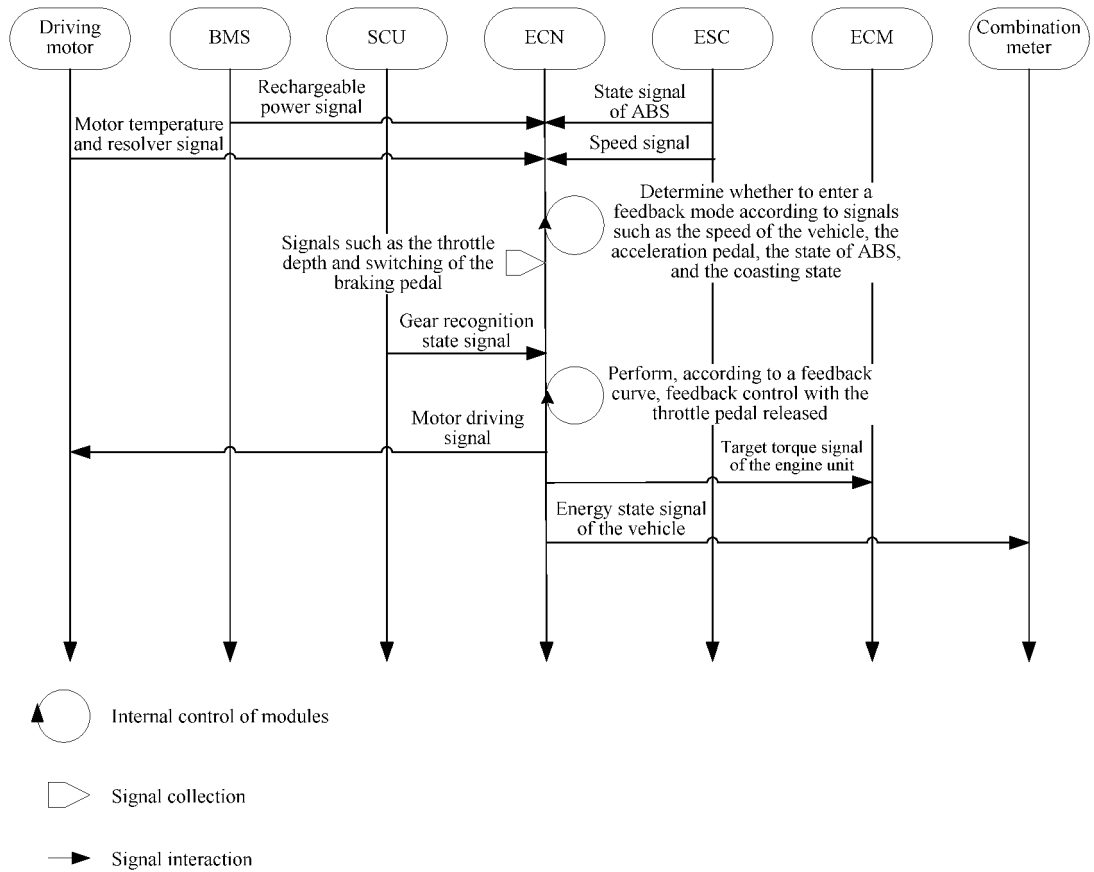 Driving
motor
BMS
SCU
ECN
ESC
ECM
Combination
meter
Rechargeable
power signal
State signal
of ABS
Motor temperature
and resolver signal
Speed signal
Determine whether to enter a
feedback mode according to signals
such as the speed of the vehicle, the
acceleration pedal, the state of ABS,
and the coasting state
Signals such as the throttle
depth and switching of the
braking pedal
Gear recognition
state signal
Perform, according to a feedback
curve, feedback control with the
throttle pedal released
Motor driving
signal
Target torque signal
of the engine unit
Energy state signal
of the vehicle
Internal control of modules
Signal collection
Signal interaction